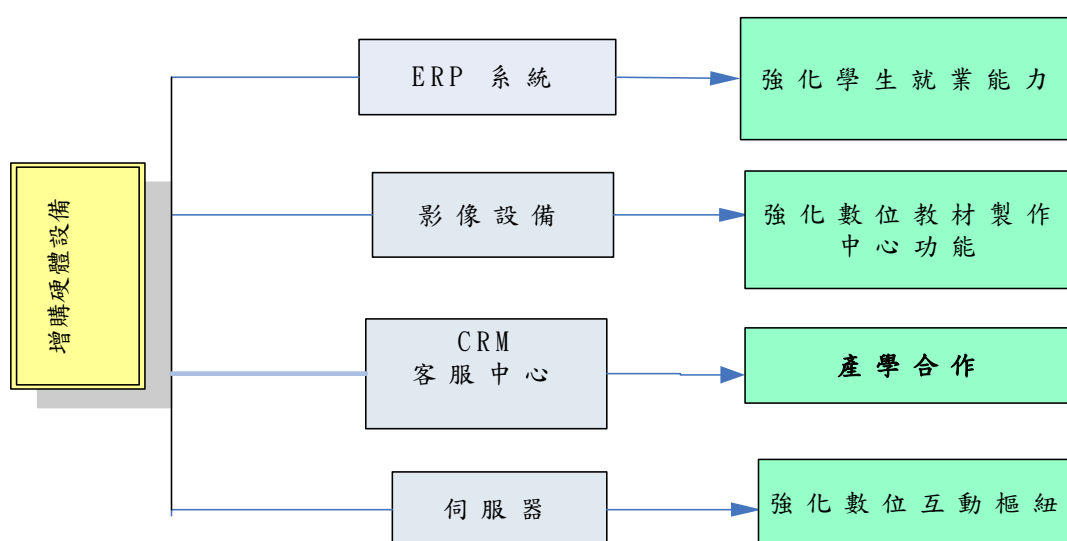 增購硬體設備
ERP 系統
強化學生就業能力
影像設備
強化數位教材製作
中心功能
CRM
客服中心
產學合作
伺服器
強化數位互動樞紐